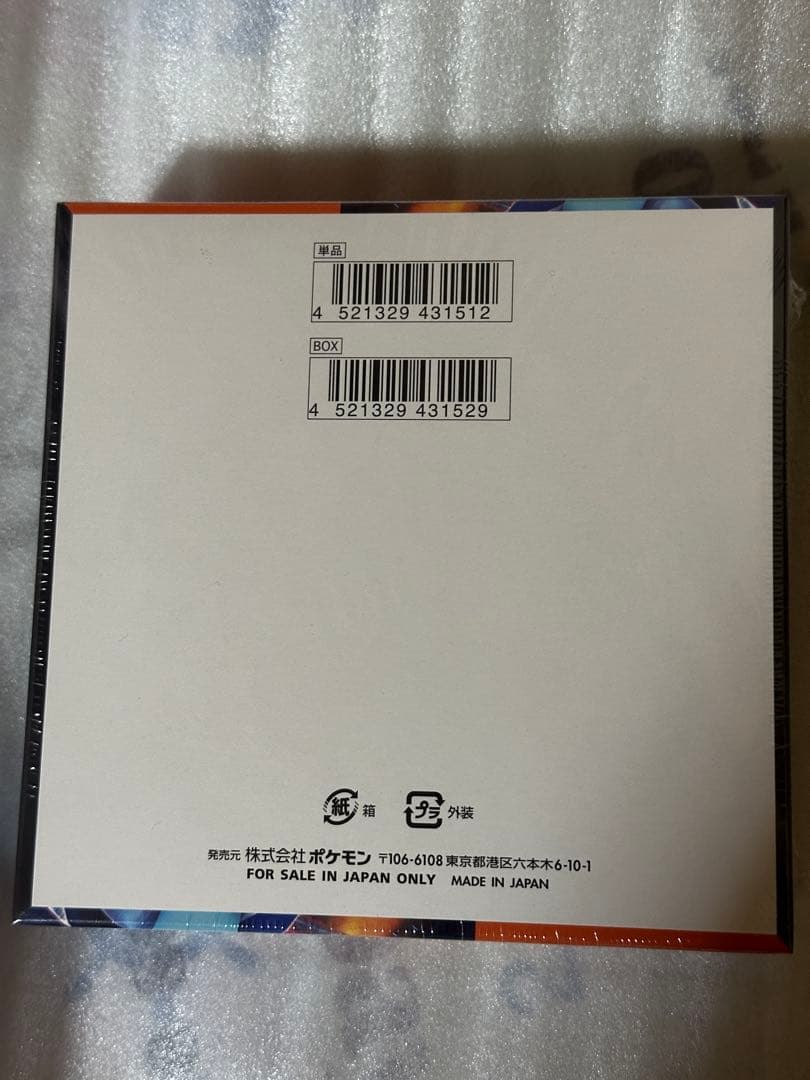 単品
4 521329 431512
BOX
4 521329 431529
紙 箱 プラ 外装
発売元 株式会社 ポケモン 〒106-6108 東京都港区六本木6-10-1
FOR SALE IN JAPAN ONLY MADE IN JAPAN